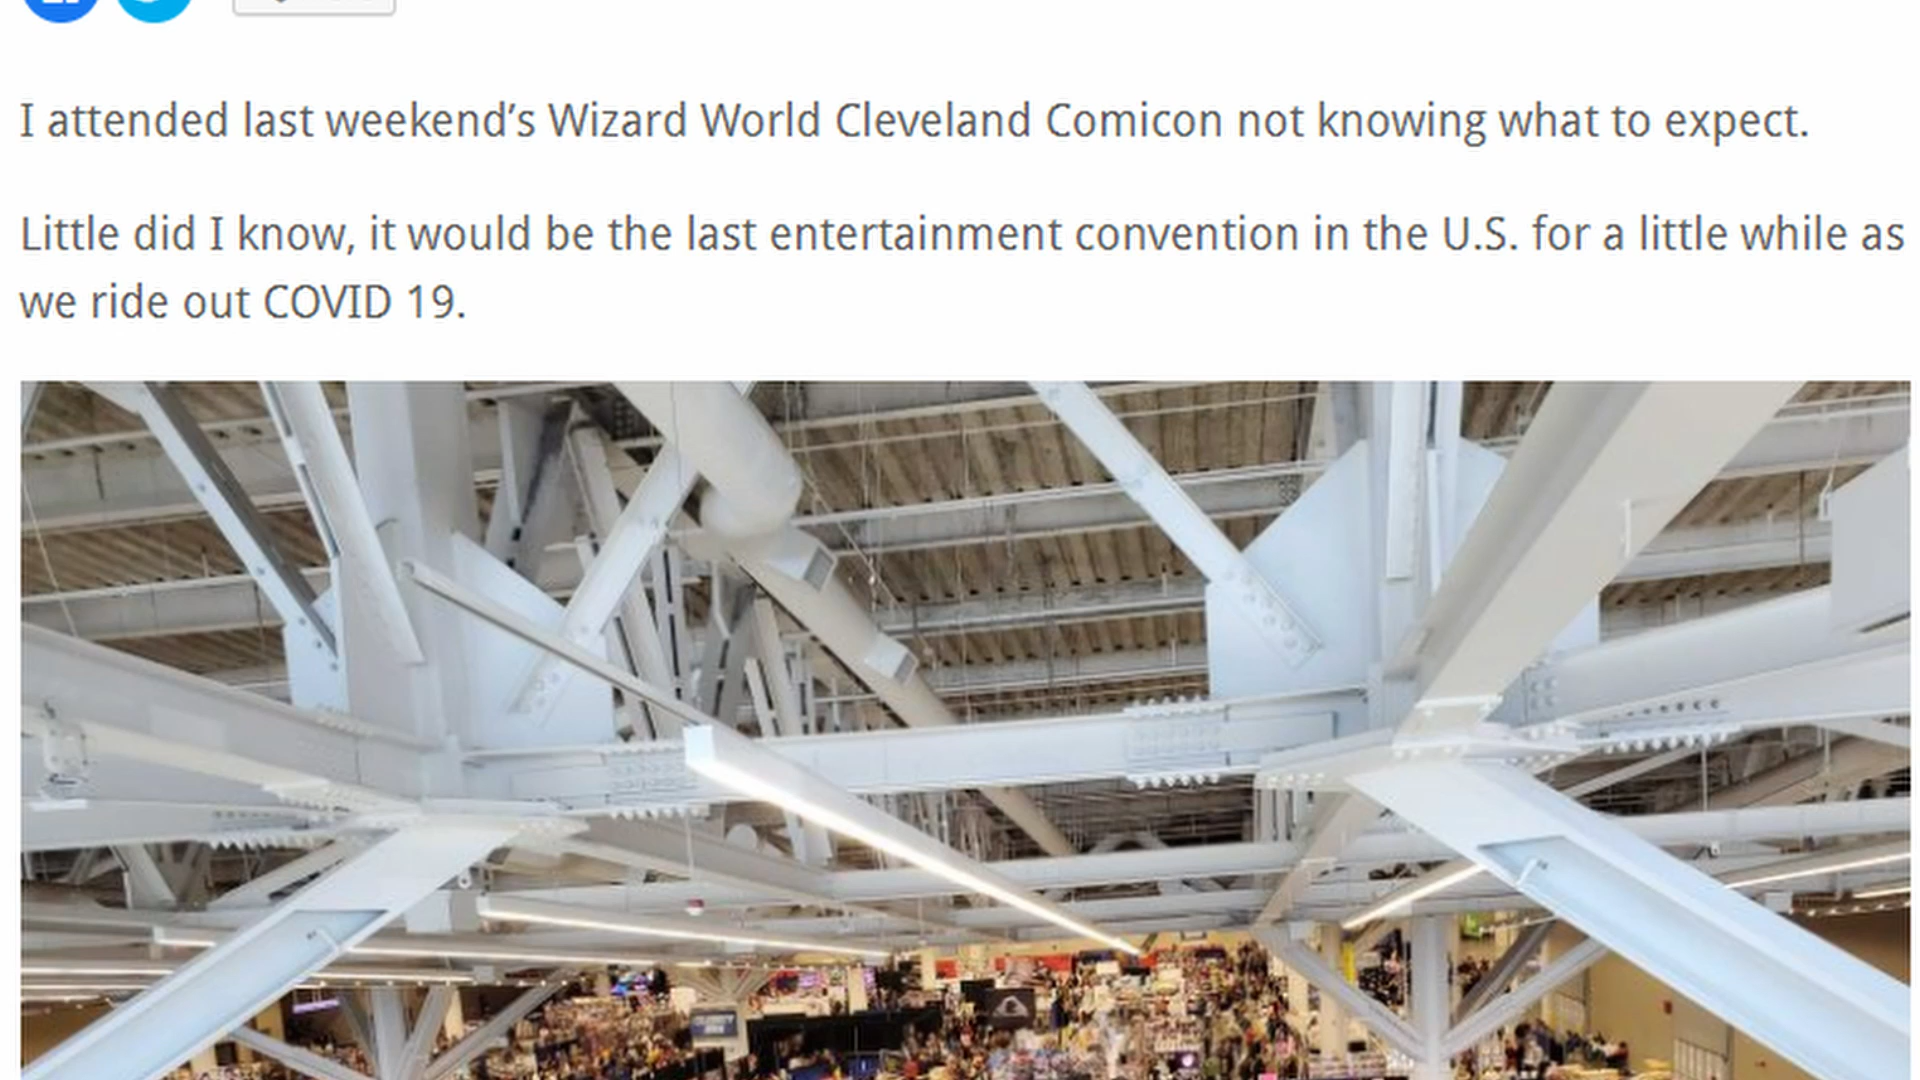 I attended last weekend’s Wizard World Cleveland Comicon not knowing what to expect.
Little did I know, it would be the last entertainment convention in the U.S. for a little while as
we ride out COVID 19.